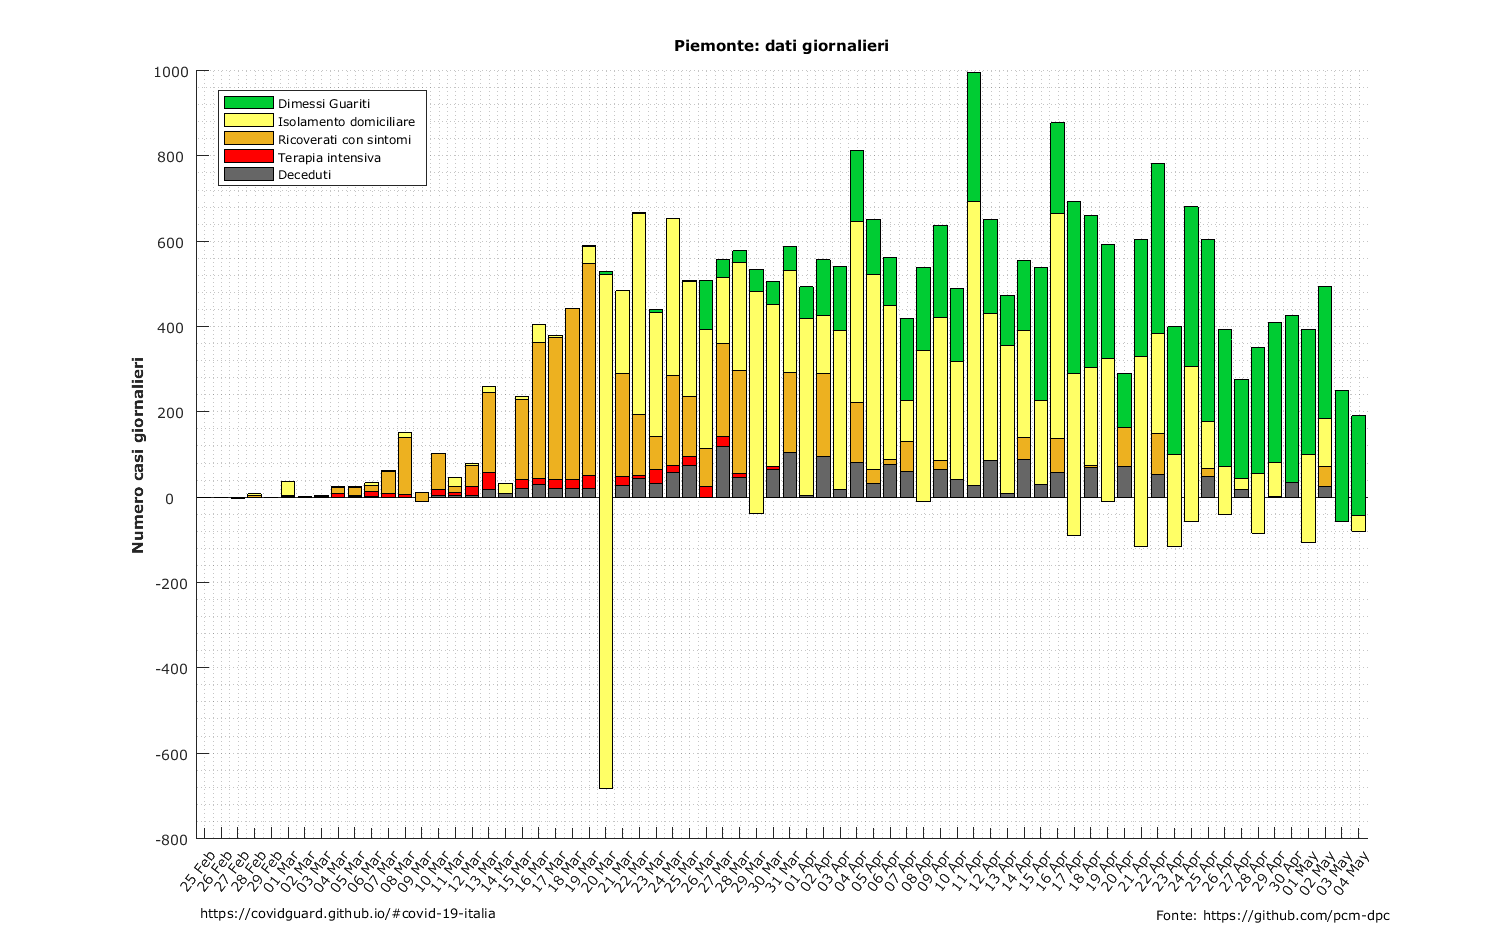 Piemonte: dati giornalieri
1000
800
600
400
200
0
-200
-400
-600
-800
Numero casi giornalieri
Dimessi Guariti
Isolamento domiciliare
Ricoverati con sintomi
Terapia intensiva
Deceduti
25 Feb
26 Feb
27 Feb
28 Feb
29 Feb
01 Mar
02 Mar
03 Mar
04 Mar
05 Mar
06 Mar
07 Mar
08 Mar
09 Mar
10 Mar
11 Mar
12 Mar
13 Mar
14 Mar
15 Mar
16 Mar
17 Mar
18 Mar
19 Mar
20 Mar
21 Mar
22 Mar
23 Mar
24 Mar
25 Mar
26 Mar
27 Mar
28 Mar
29 Mar
30 Mar
31 Mar
01 Apr
02 Apr
03 Apr
04 Apr
05 Apr
06 Apr
07 Apr
08 Apr
09 Apr
10 Apr
11 Apr
12 Apr
13 Apr
14 Apr
15 Apr
16 Apr
17 Apr
18 Apr
19 Apr
20 Apr
21 Apr
22 Apr
23 Apr
24 Apr
25 Apr
26 Apr
27 Apr
28 Apr
29 Apr
30 Apr
01 May
02 May
03 May
04 May
https://covidguard.github.io/#covid-19-italia
Fonte: https://github.com/pcm-dpc